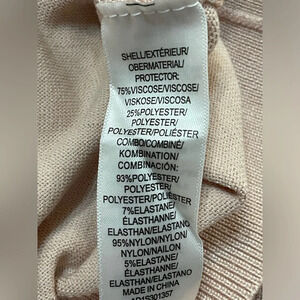 SHELL/EXTÉRIEUR/
OBERMATERIAL/
PROTECTOR:
75%VISCOSE/VISCOSE/
VISKOSE/VISCOSA
25%POLYESTER/
POLYESTER/
POLYESTER/POLIÉSTER
COMBO/COMBINÉ/
KOMBINATION/
COMBINACIÓN:
93%POLYESTER/
POLYESTER/
POLYESTER/POLIÉSTER
7%ELASTANE/
ÉLASTHANNE/
ELASTHAN/ELASTANO
95%NYLON/NYLON/
NYLON/NAILON
5%ELASTANE/
ÉLASTHANNE/
ELASTHAN/ELASTANO
MADE IN CHINA